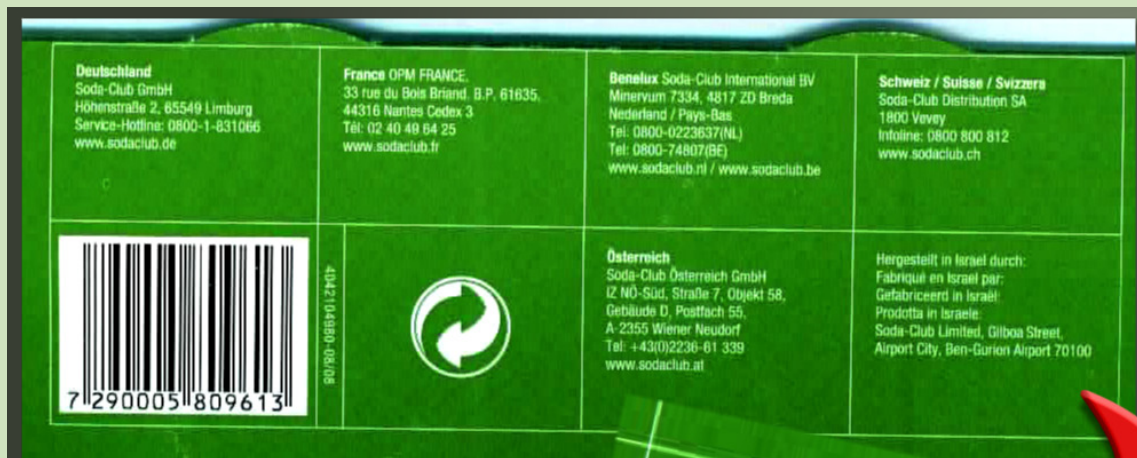 Deutschland
Soda-Club GmbH
Höhenstraße 2, 65549 Limburg
Service-Hotline: 0800-1-831066
www.sodaclub.de
France OPM FRANCE.
33 rue du Bois Briand. B.P. 61635.
44316 Nantes Cedex 3
Tél: 02 40 49 64 25
www.sodaclub.fr
Benelux Soda-Club International BV
Minervum 7334, 4817 ZD Breda
Nederland / Pays-Bas
Tel: 0800-0223637(NL)
Tel: 0800-74807(BE)
www.sodaclub.nl / www.sodaclub.be
Schweiz / Suisse / Svizzera
Soda-Club Distribution SA
1800 Vevey
Infoline: 0800 800 812
www.sodaclub.ch
7 290005 809613
4042104980-08/06
Österreich
Soda-Club Österreich GmbH
IZ NÖ-Süd, Straße 7, Objekt 58,
Gebäude D, Postfach 55,
A-2355 Wiener Neudorf
Tel: +43(0)2236-61 339
www.sodaclub.at
Hergestellt in Israel durch:
Fabriqué en Israel par:
Gefabriceerd in Israël:
Prodotta in Israele:
Soda-Club Limited, Gilboa Street,
Airport City, Ben-Gurion Airport 70100